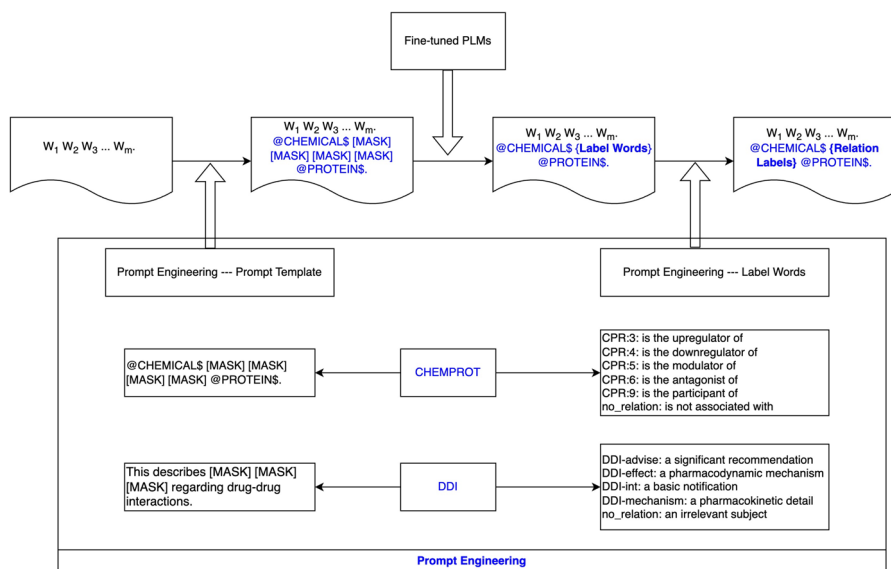 Fine-tuned PLMs
W1 W2 W3 ... Wm.
W1 W2 W3 ... Wm.
@CHEMICAL$ [MASK]
[MASK] [MASK] [MASK]
@PROTEIN$.
W1 W2 W3 ... Wm.
@CHEMICAL$ {Label Words}
@PROTEIN$.
W1 W2 W3 ... Wm.
@CHEMICAL$ {Relation
Labels} @PROTEIN$.
Prompt Engineering --- Prompt Template
Prompt Engineering --- Label Words
@CHEMICAL$ [MASK] [MASK]
[MASK] [MASK] @PROTEIN$.
CHEMPROT
CPR:3: is the upregulator of
CPR:4: is the downregulator of
CPR:5: is the modulator of
CPR:6: is the antagonist of
CPR:9: is the participant of
no_relation: is not associated with
This describes [MASK] [MASK]
[MASK] regarding drug-drug
interactions.
DDI
DDI-advise: a significant recommendation
DDI-effect: a pharmacodynamic mechanism
DDI-int: a basic notification
DDI-mechanism: a pharmacokinetic detail
no_relation: an irrelevant subject
Prompt Engineering